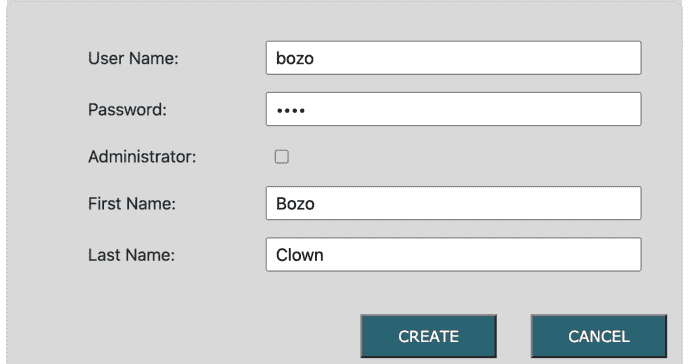 User Name: bozo
Password: ••••
Administrator:
First Name: Bozo
Last Name: Clown
CREATE CANCEL